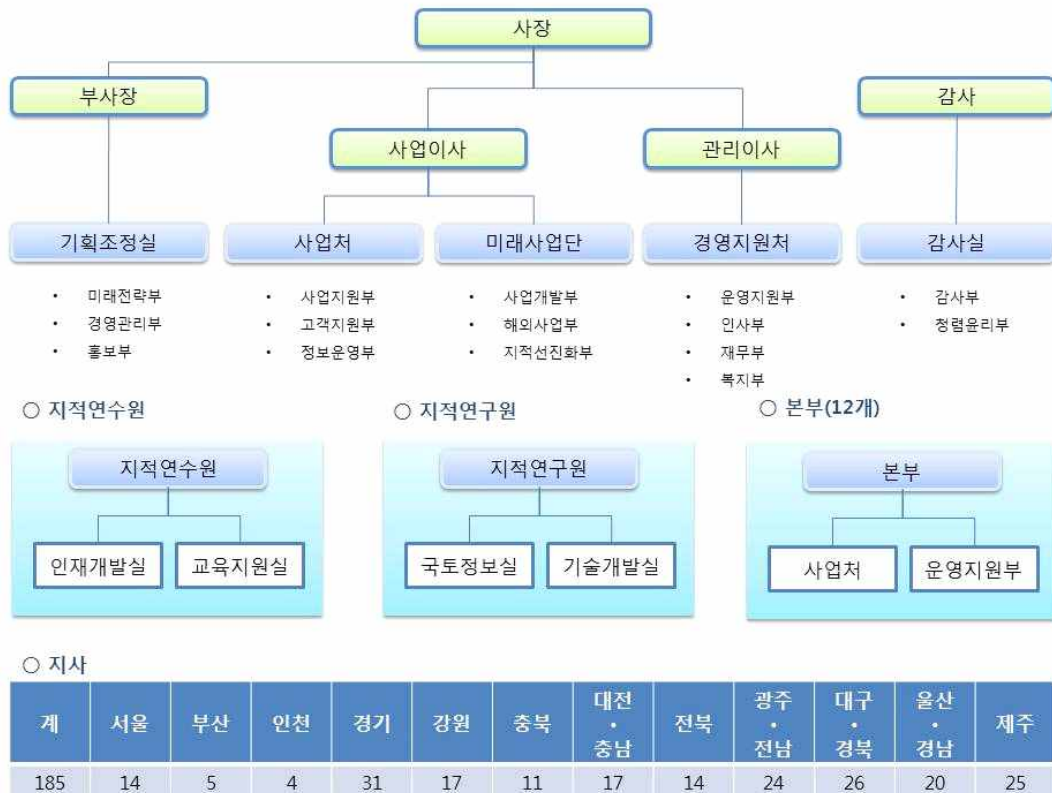 사장
부사장
감사
사업이사
관리이사
기획조정실
사업처
미래사업단
경영지원처
감사실
• 미래전략부
• 경영관리부
• 홍보부
• 사업지원부
• 고객지원부
• 정보운영부
• 사업개발부
• 해외사업부
• 지적선진화부
• 운영지원부
• 인사부
• 재무부
• 복지부
• 감사부
• 청렴윤리부
○ 지적연수원
지적연수원
인재개발실 교육지원실
○ 지적연구원
지적연구원
국토정보실 기술개발실
○ 본부(12개)
본부
사업처 운영지원부
○ 지사
계 서울 부산 인천 경기 강원 충북 대전・충남 전북 광주・전남 대구・경북 울산・경남 제주
185 14 5 4 31 17 11 17 14 24 26 20 25